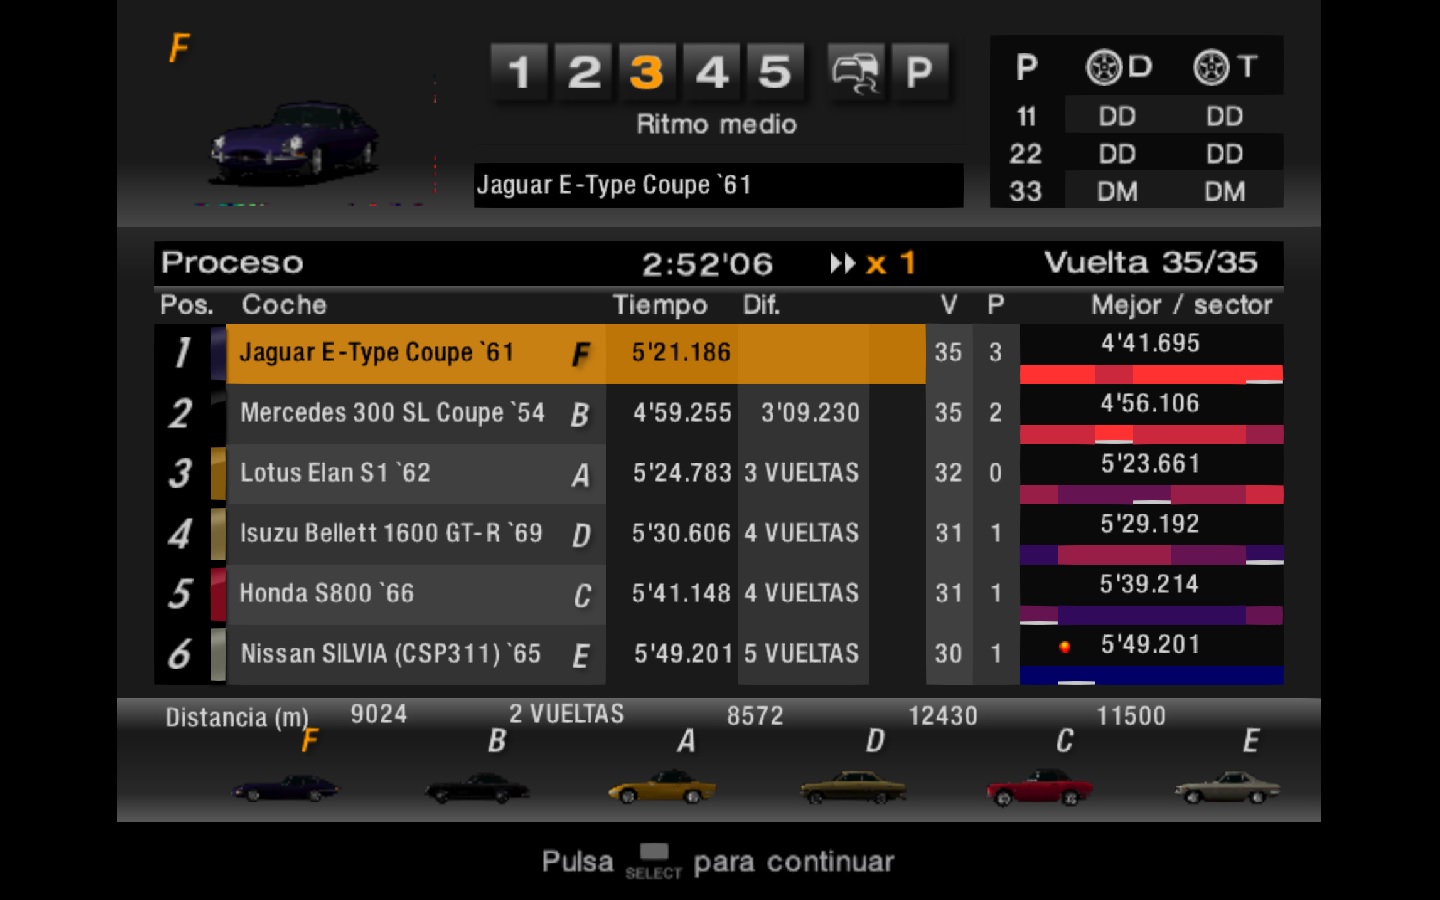 F
1 2 3 4 5 P
Ritmo medio
Jaguar E-Type Coupe `61
P D T
11 DD DD
22 DD DD
33 DM DM
Proceso 2:52'06 x 1 Vuelta 35/35
Pos. Coche Tiempo Dif. V P Mejor / sector
1 Jaguar E-Type Coupe `61 F 5'21.186 35 3 4'41.695
2 Mercedes 300 SL Coupe `54 B 4'59.255 3'09.230 35 2 4'56.106
3 Lotus Elan S1 `62 A 5'24.783 3 VUELTAS 32 0 5'23.661
4 Isuzu Bellett 1600 GT-R `69 D 5'30.606 4 VUELTAS 31 1 5'29.192
5 Honda S800 `66 C 5'41.148 4 VUELTAS 31 1 5'39.214
6 Nissan SILVIA (CSP311) `65 E 5'49.201 5 VUELTAS 30 1 5'49.201
Distancia (m) 9024 2 VUELTAS 8572 12430 11500
F B A D C E
Pulsa SELECT para continuar